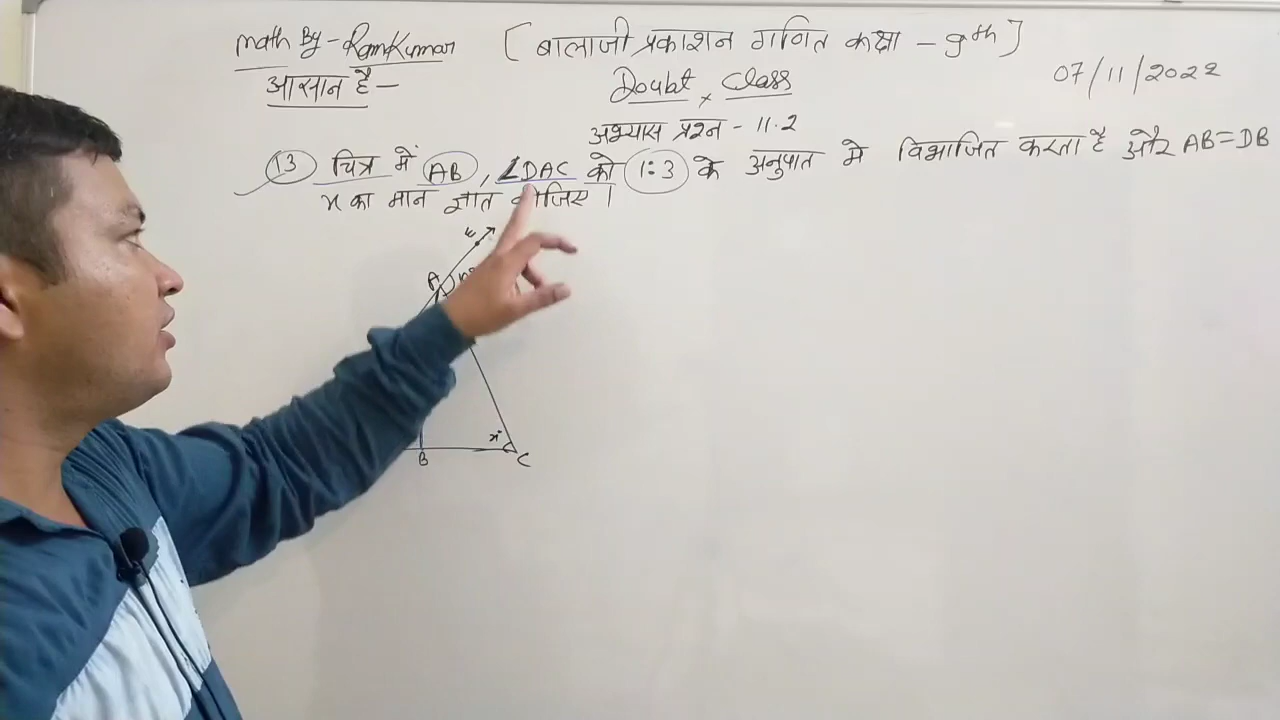 Math By - RamKumar [ बालाजी प्रकाशन गणित कक्षा - 9th ]
आसान है - Doubt Class 07/11/2022
अभ्यास प्रश्न - 11.2
13 चित्र में AB, ∠DAC को 1:3 के अनुपात मे विभाजित करता है और AB=DB
x का मान ज्ञात
E
A
x°
B
C